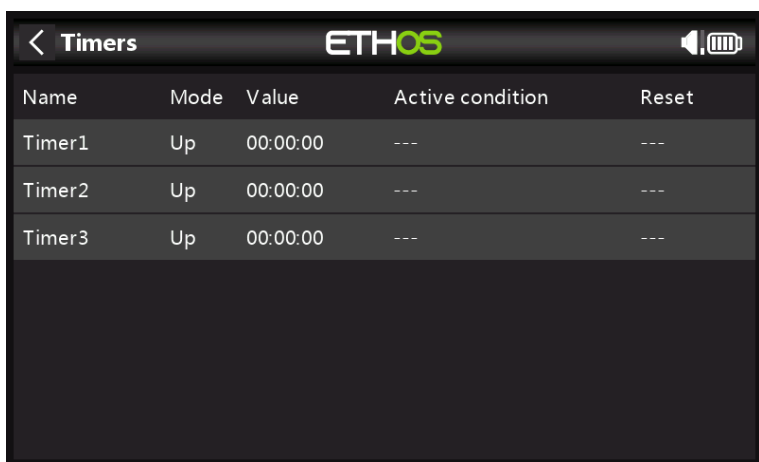 Timers ETHOS
Name Mode Value Active condition Reset
Timer1 Up 00:00:00 --- ---
Timer2 Up 00:00:00 --- ---
Timer3 Up 00:00:00 --- ---